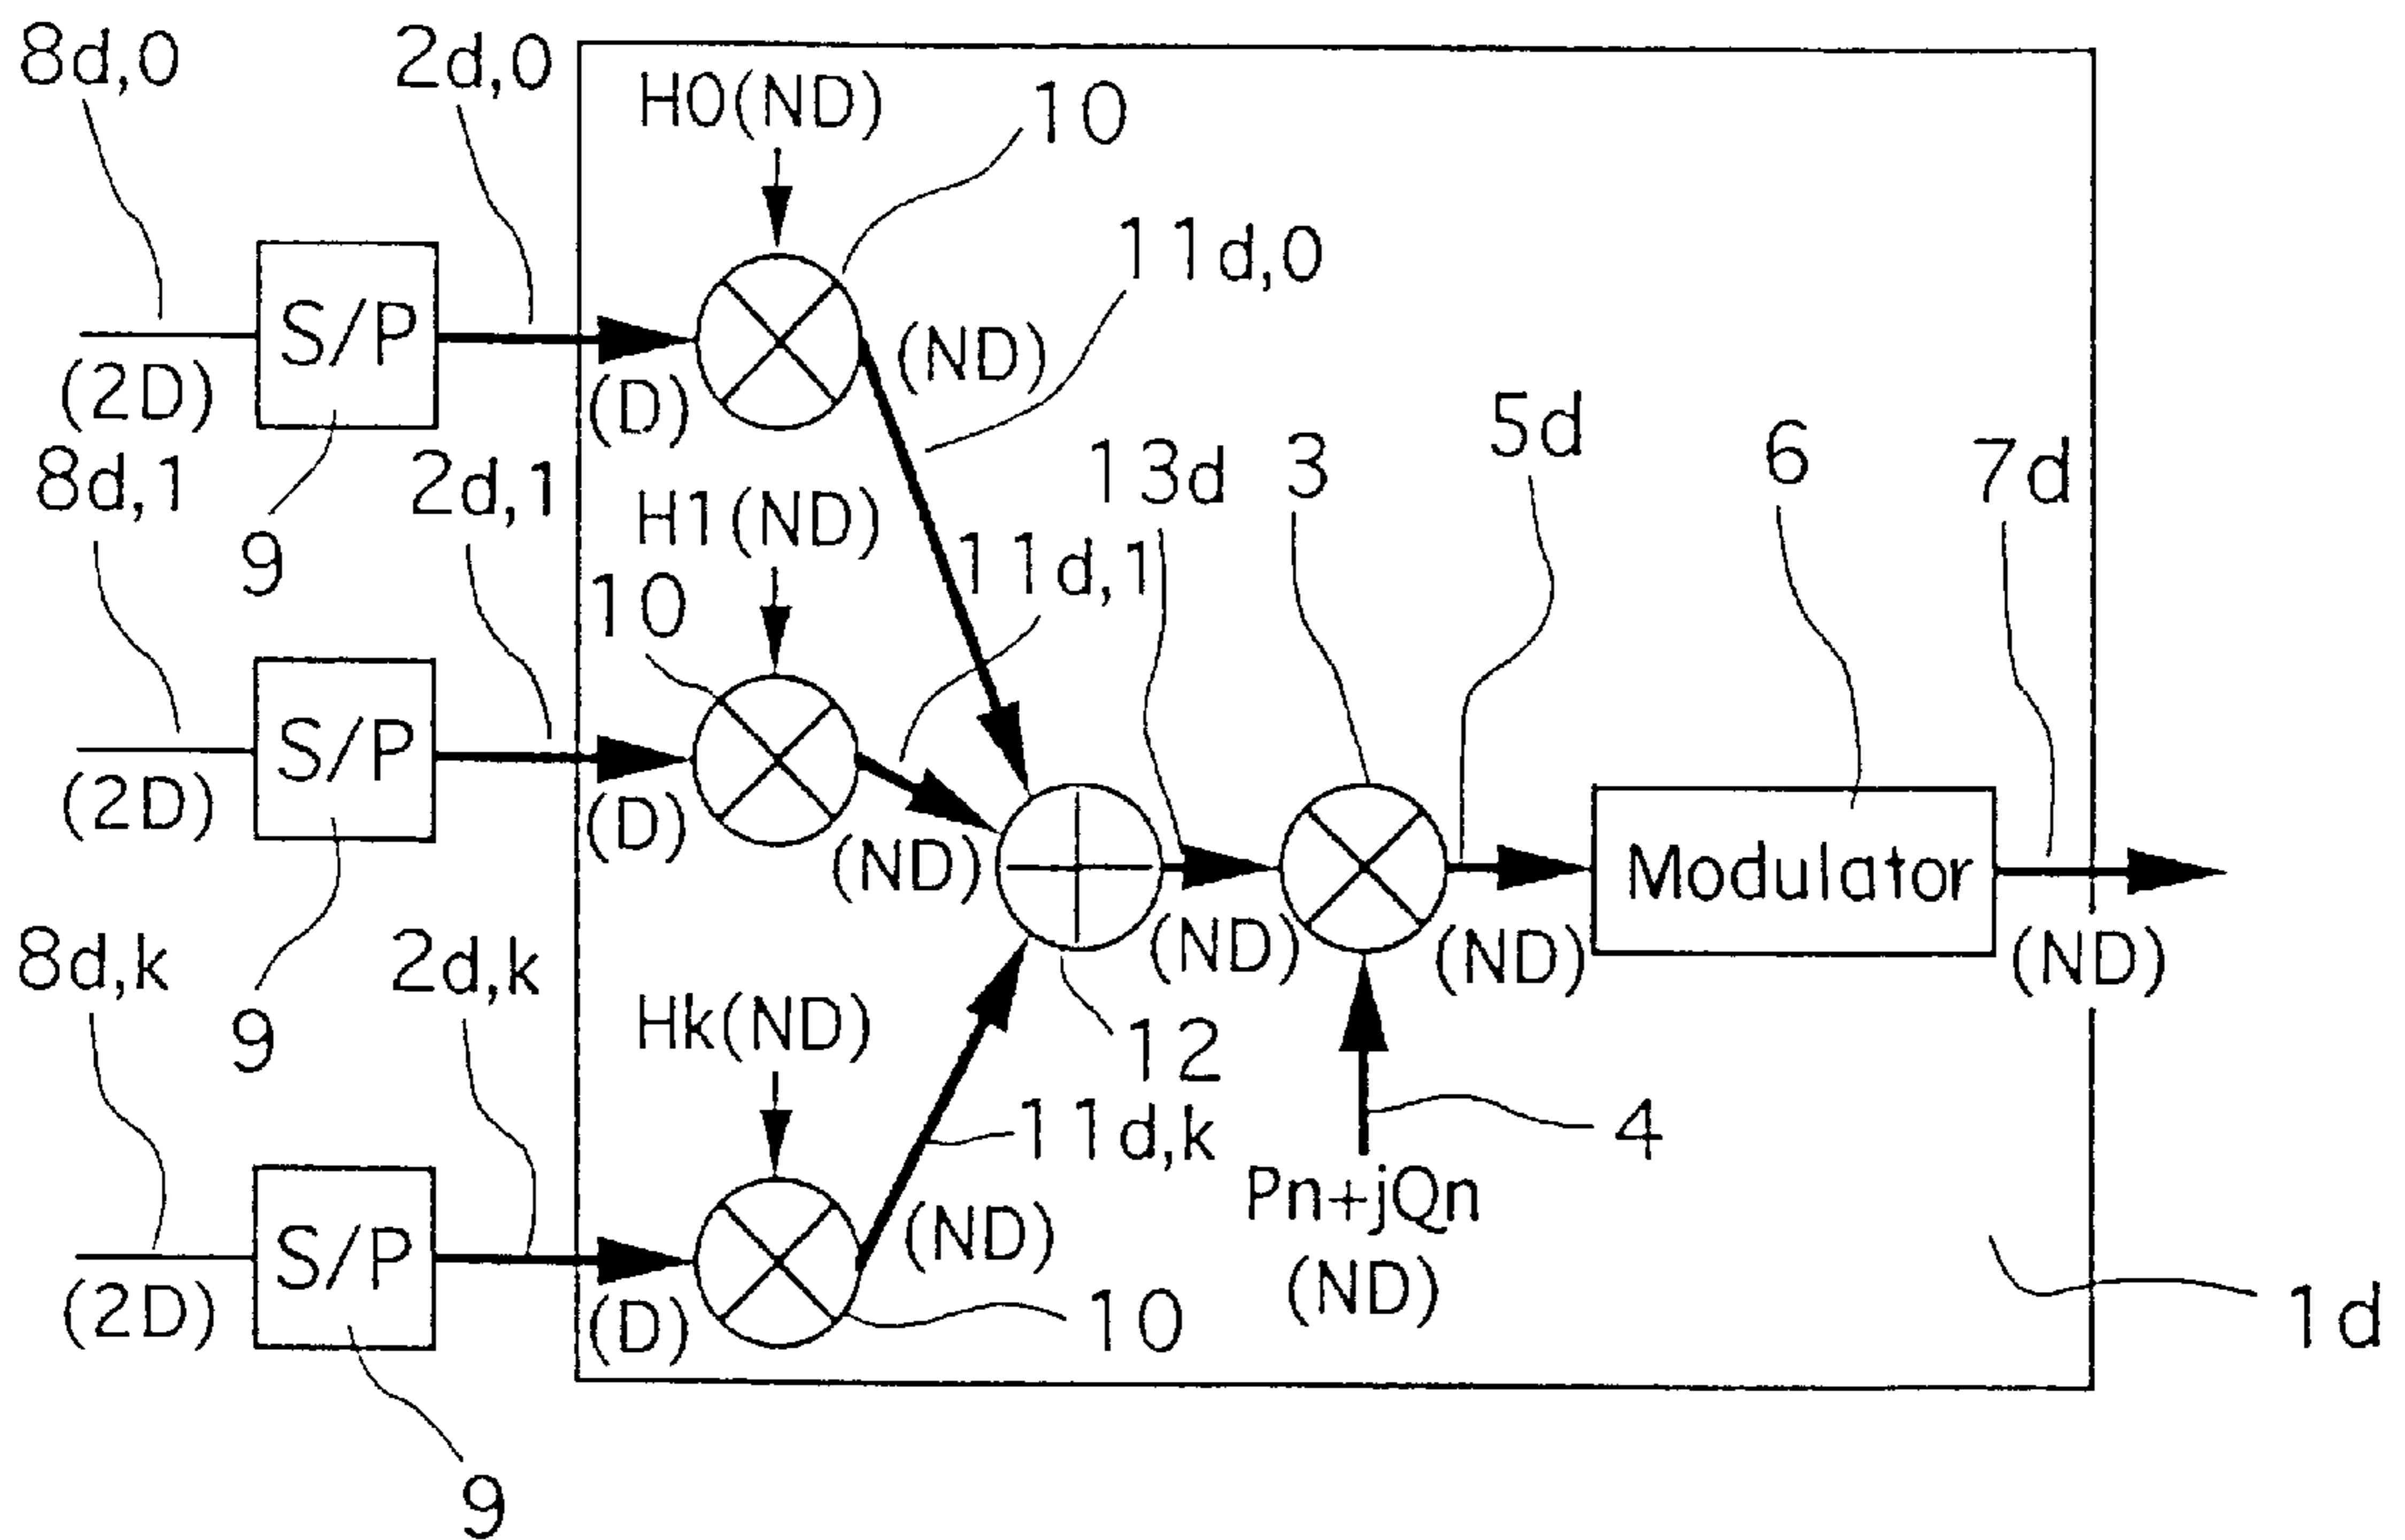 8d,0
2d,0
H0(ND)
10
11d,0
S/P
(2D)
(D)
(ND)
9
8d,1
2d,1
H1(ND)
10
11d,1
13d
3
5d
6
7d
S/P
(2D)
(D)
(ND)
9
(ND)
(ND)
Modulator
(ND)
8d,k
2d,k
Hk(ND)
12
11d,k
4
Pn+jQn
(ND)
S/P
(2D)
(D)
(ND)
10
9
1d